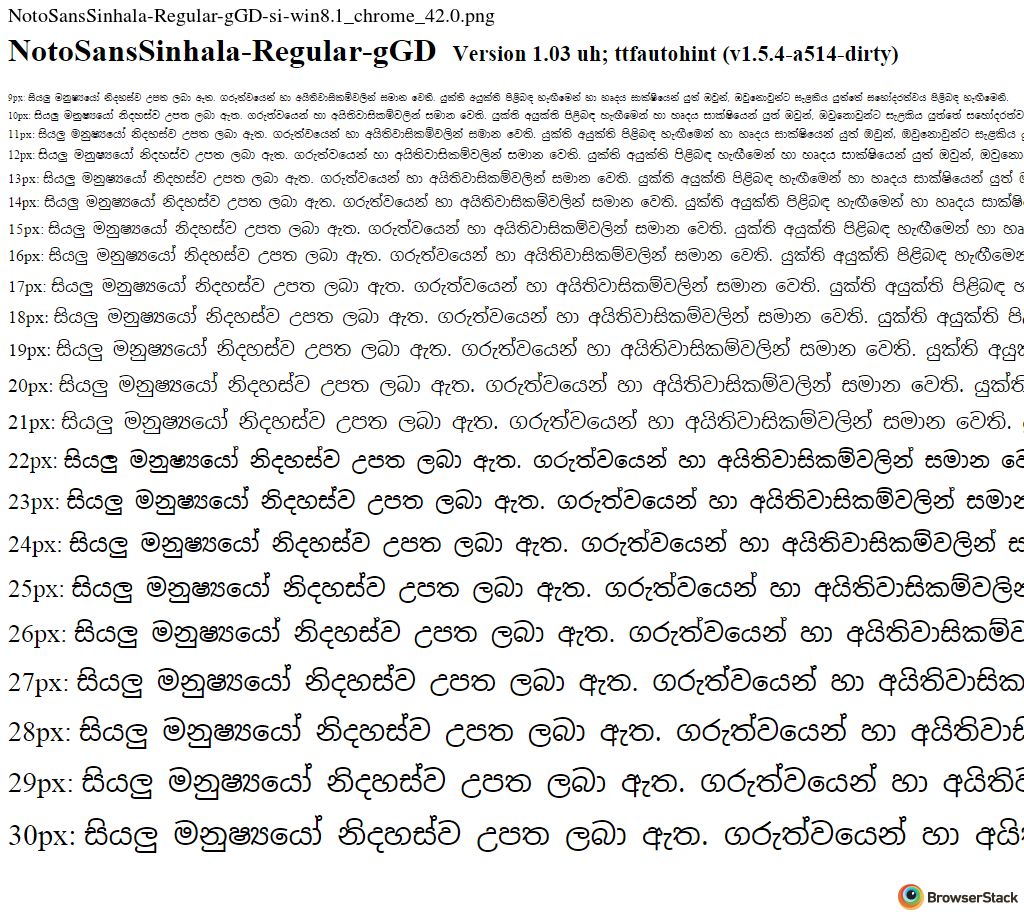 NotoSansSinhala-Regular-gGD-si-win8.1_chrome_42.0.png
NotoSansSinhala-Regular-gGD Version 1.03 uh; ttfautohint (v1.5.4-a514-dirty)
9px: සියලු මනුෂ්‍යයෝ නිදහස්ව උපත ලබා ඇත. ගරුත්වයෙන් හා අයිතිවාසිකම්වලින් සමාන වෙති. යුක්ති අයුක්ති පිළිබඳ හැඟීමෙන් හා හෘදය සාක්ෂියෙන් යුත් ඔවුන්, ඔවුනොවුන්ට සැළකිය යුත්තේ සහෝදරත්වය පිළිබඳ හැඟීමෙනි.
10px: සියලු මනුෂ්‍යයෝ නිදහස්ව උපත ලබා ඇත. ගරුත්වයෙන් හා අයිතිවාසිකම්වලින් සමාන වෙති. යුක්ති අයුක්ති පිළිබඳ හැඟීමෙන් හා හෘදය සාක්ෂියෙන් යුත් ඔවුන්, ඔවුනොවුන්ට සැළකිය යුත්තේ සහෝදරත්ව
11px: සියලු මනුෂ්‍යයෝ නිදහස්ව උපත ලබා ඇත. ගරුත්වයෙන් හා අයිතිවාසිකම්වලින් සමාන වෙති. යුක්ති අයුක්ති පිළිබඳ හැඟීමෙන් හා හෘදය සාක්ෂියෙන් යුත් ඔවුන්, ඔවුනොවුන්ට සැළකිය
12px: සියලු මනුෂ්‍යයෝ නිදහස්ව උපත ලබා ඇත. ගරුත්වයෙන් හා අයිතිවාසිකම්වලින් සමාන වෙති. යුක්ති අයුක්ති පිළිබඳ හැඟීමෙන් හා හෘදය සාක්ෂියෙන් යුත් ඔවුන්, ඔවුනො
13px: සියලු මනුෂ්‍යයෝ නිදහස්ව උපත ලබා ඇත. ගරුත්වයෙන් හා අයිතිවාසිකම්වලින් සමාන වෙති. යුක්ති අයුක්ති පිළිබඳ හැඟීමෙන් හා හෘදය සාක්ෂියෙන් යුත්
14px: සියලු මනුෂ්‍යයෝ නිදහස්ව උපත ලබා ඇත. ගරුත්වයෙන් හා අයිතිවාසිකම්වලින් සමාන වෙති. යුක්ති අයුක්ති පිළිබඳ හැඟීමෙන් හා හෘදය සාක්ෂි
15px: සියලු මනුෂ්‍යයෝ නිදහස්ව උපත ලබා ඇත. ගරුත්වයෙන් හා අයිතිවාසිකම්වලින් සමාන වෙති. යුක්ති අයුක්ති පිළිබඳ හැඟීමෙන් හා හෘ
16px: සියලු මනුෂ්‍යයෝ නිදහස්ව උපත ලබා ඇත. ගරුත්වයෙන් හා අයිතිවාසිකම්වලින් සමාන වෙති. යුක්ති අයුක්ති පිළිබඳ හැඟීමෙන්
17px: සියලු මනුෂ්‍යයෝ නිදහස්ව උපත ලබා ඇත. ගරුත්වයෙන් හා අයිතිවාසිකම්වලින් සමාන වෙති. යුක්ති අයුක්ති පිළිබඳ හ
18px: සියලු මනුෂ්‍යයෝ නිදහස්ව උපත ලබා ඇත. ගරුත්වයෙන් හා අයිතිවාසිකම්වලින් සමාන වෙති. යුක්ති අයුක්ති පි
19px: සියලු මනුෂ්‍යයෝ නිදහස්ව උපත ලබා ඇත. ගරුත්වයෙන් හා අයිතිවාසිකම්වලින් සමාන වෙති. යුක්ති අයු
20px: සියලු මනුෂ්‍යයෝ නිදහස්ව උපත ලබා ඇත. ගරුත්වයෙන් හා අයිතිවාසිකම්වලින් සමාන වෙති. යුක්ති
21px: සියලු මනුෂ්‍යයෝ නිදහස්ව උපත ලබා ඇත. ගරුත්වයෙන් හා අයිතිවාසිකම්වලින් සමාන වෙති.
22px: සියලු මනුෂ්‍යයෝ නිදහස්ව උපත ලබා ඇත. ගරුත්වයෙන් හා අයිතිවාසිකම්වලින් සමාන වෙ
23px: සියලු මනුෂ්‍යයෝ නිදහස්ව උපත ලබා ඇත. ගරුත්වයෙන් හා අයිතිවාසිකම්වලින් සමාන
24px: සියලු මනුෂ්‍යයෝ නිදහස්ව උපත ලබා ඇත. ගරුත්වයෙන් හා අයිතිවාසිකම්වලින් ස
25px: සියලු මනුෂ්‍යයෝ නිදහස්ව උපත ලබා ඇත. ගරුත්වයෙන් හා අයිතිවාසිකම්වලින්
26px: සියලු මනුෂ්‍යයෝ නිදහස්ව උපත ලබා ඇත. ගරුත්වයෙන් හා අයිතිවාසිකම්ව
27px: සියලු මනුෂ්‍යයෝ නිදහස්ව උපත ලබා ඇත. ගරුත්වයෙන් හා අයිතිවාසික
28px: සියලු මනුෂ්‍යයෝ නිදහස්ව උපත ලබා ඇත. ගරුත්වයෙන් හා අයිතිවාසි
29px: සියලු මනුෂ්‍යයෝ නිදහස්ව උපත ලබා ඇත. ගරුත්වයෙන් හා අයිතිව
30px: සියලු මනුෂ්‍යයෝ නිදහස්ව උපත ලබා ඇත. ගරුත්වයෙන් හා අයිති
BrowserStack